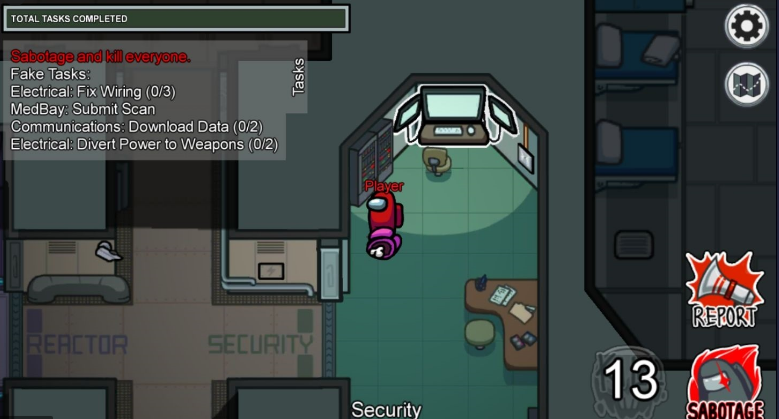 TOTAL TASKS COMPLETED
Sabotage and kill everyone.
Fake Tasks:
Electrical: Fix Wiring (0/3)
MedBay: Submit Scan
Communications: Download Data (0/2)
Electrical: Divert Power to Weapons (0/2)
Tasks
Player
REPORT
REACTOR
SECURITY
13
Security
SABOTAGE